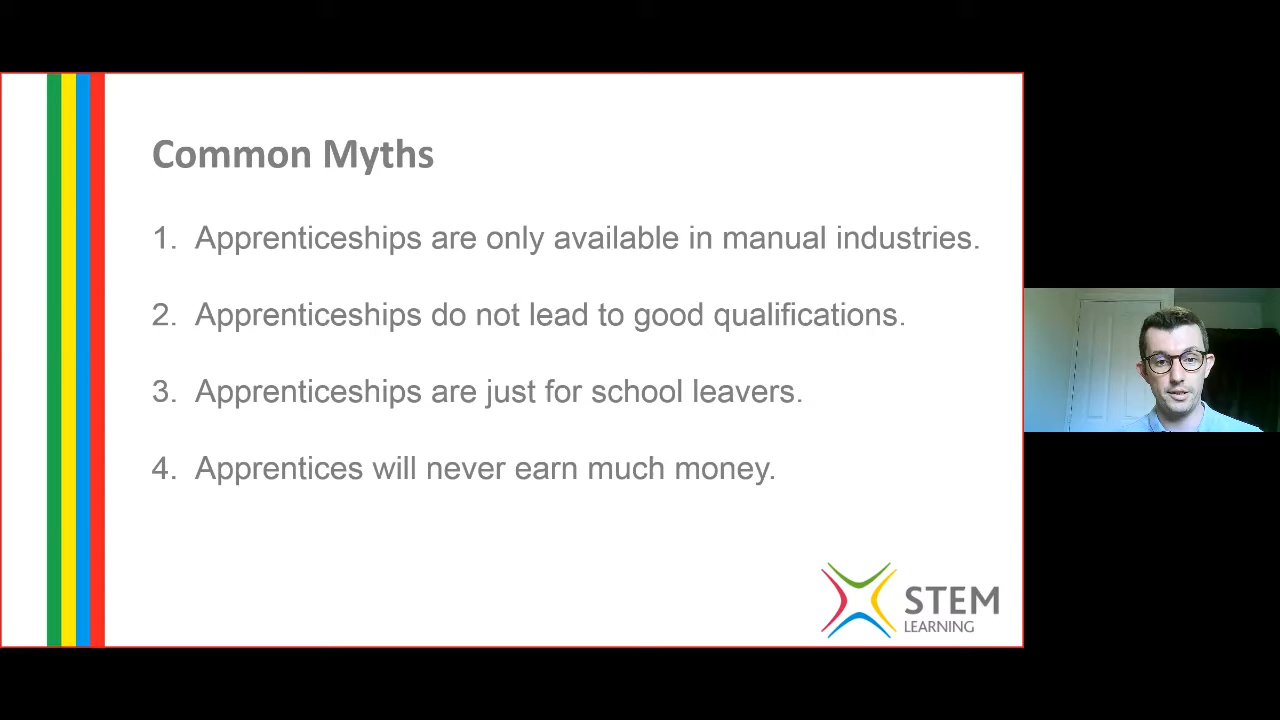 Common Myths
1. Apprenticeships are only available in manual industries.
2. Apprenticeships do not lead to good qualifications.
3. Apprenticeships are just for school leavers.
4. Apprentices will never earn much money.
STEM
LEARNING